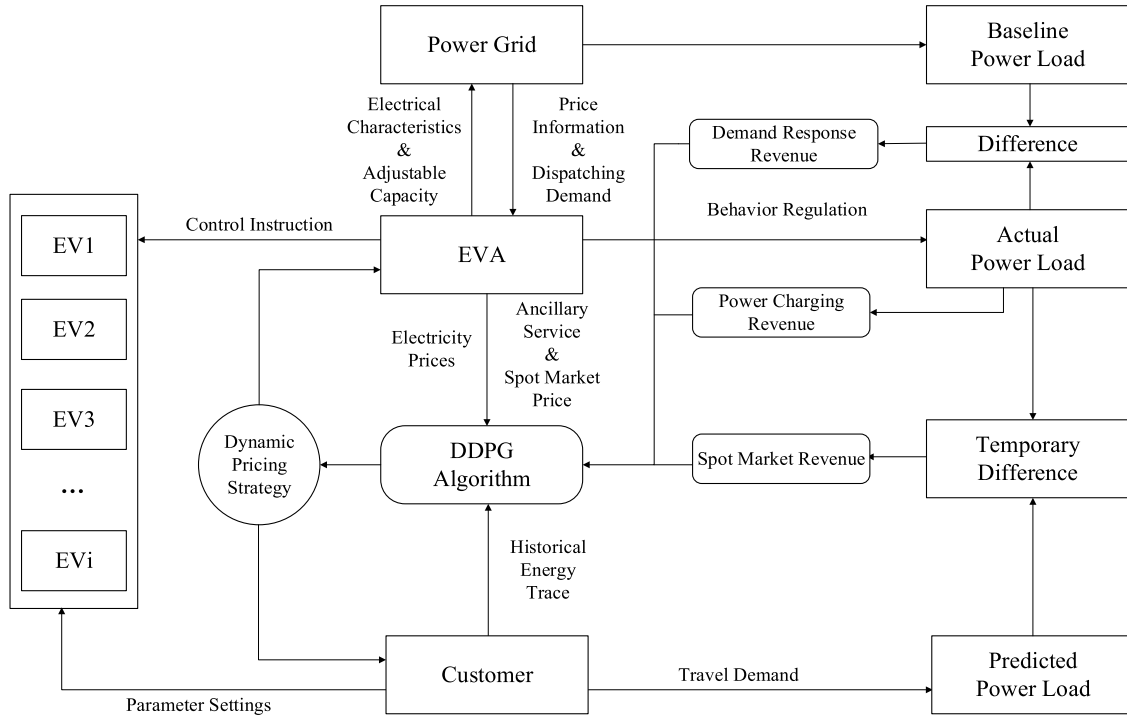 Power Grid
Baseline
Power Load
Electrical
Characteristics
&
Adjustable
Capacity
Price
Information
&
Dispatching
Demand
Demand Response
Revenue
Difference
Control Instruction
EVA
Behavior Regulation
Actual
Power Load
EV1
EV2
EV3
...
EVi
Electricity
Prices
Ancillary
Service
&
Spot Market
Price
Power Charging
Revenue
Dynamic
Pricing
Strategy
DDPG
Algorithm
Spot Market Revenue
Temporary
Difference
Historical
Energy
Trace
Customer
Travel Demand
Predicted
Power Load
Parameter Settings